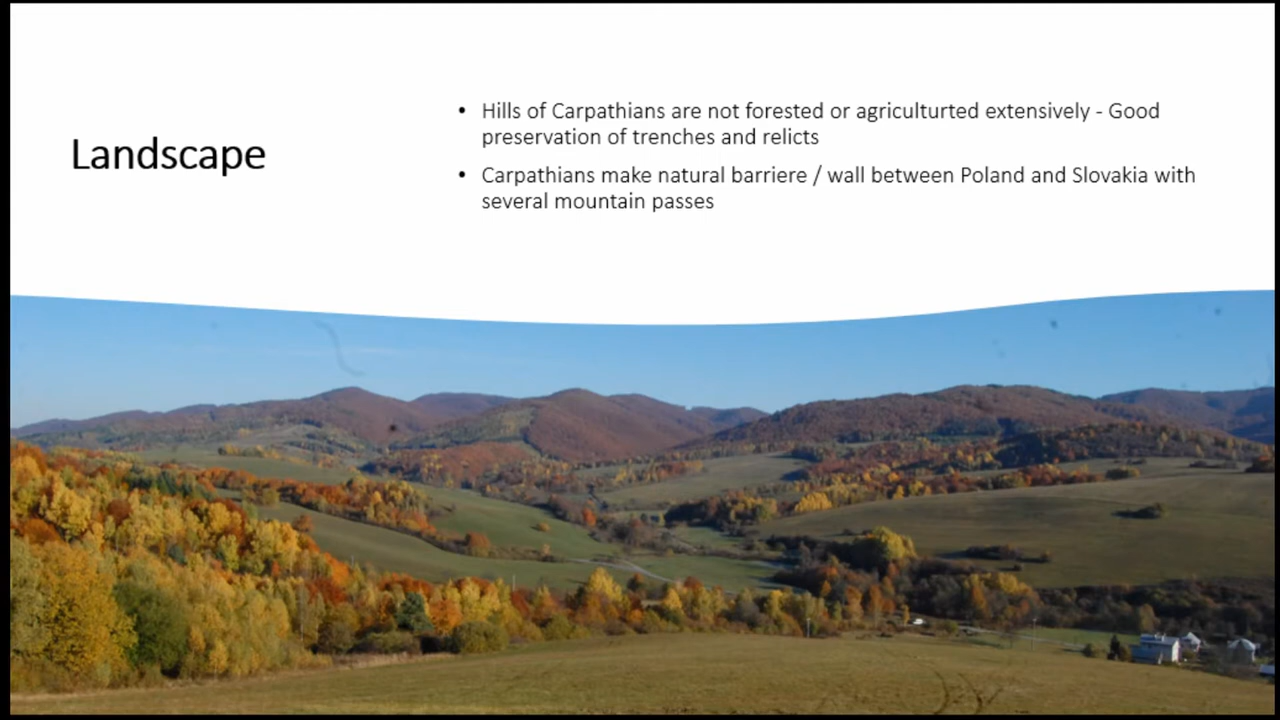 Landscape
• Hills of Carpathians are not forested or agriculturted extensively - Good
preservation of trenches and relicts
• Carpathians make natural barriere / wall between Poland and Slovakia with
several mountain passes